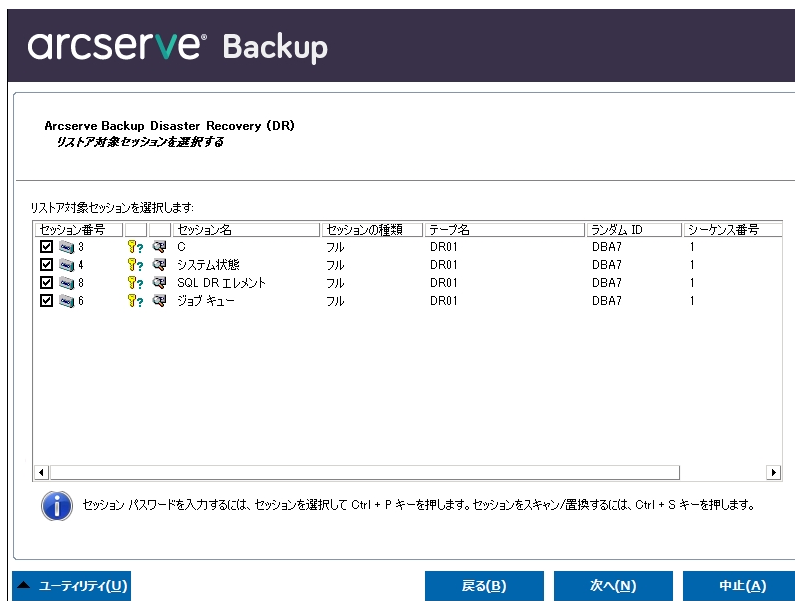 arcserve® Backup
Arcserve Backup Disaster Recovery (DR)
リストア対象セッションを選択する
リストア対象セッションを選択します:
セッション番号 セッション名 セッションの種類 テープ名 ランダム ID シーケンス番号
3 C フル DR01 DBA7 1
4 システム状態 フル DR01 DBA7 1
8 SQL DR エレメント フル DR01 DBA7 1
6 ジョブ キュー フル DR01 DBA7 1
セッション パスワードを入力するには、セッションを選択して Ctrl + P キーを押します。セッションをスキャン/置換するには、Ctrl + S キーを押します。
ユーティリティ(U) 戻る(B) 次へ(N) 中止(A)